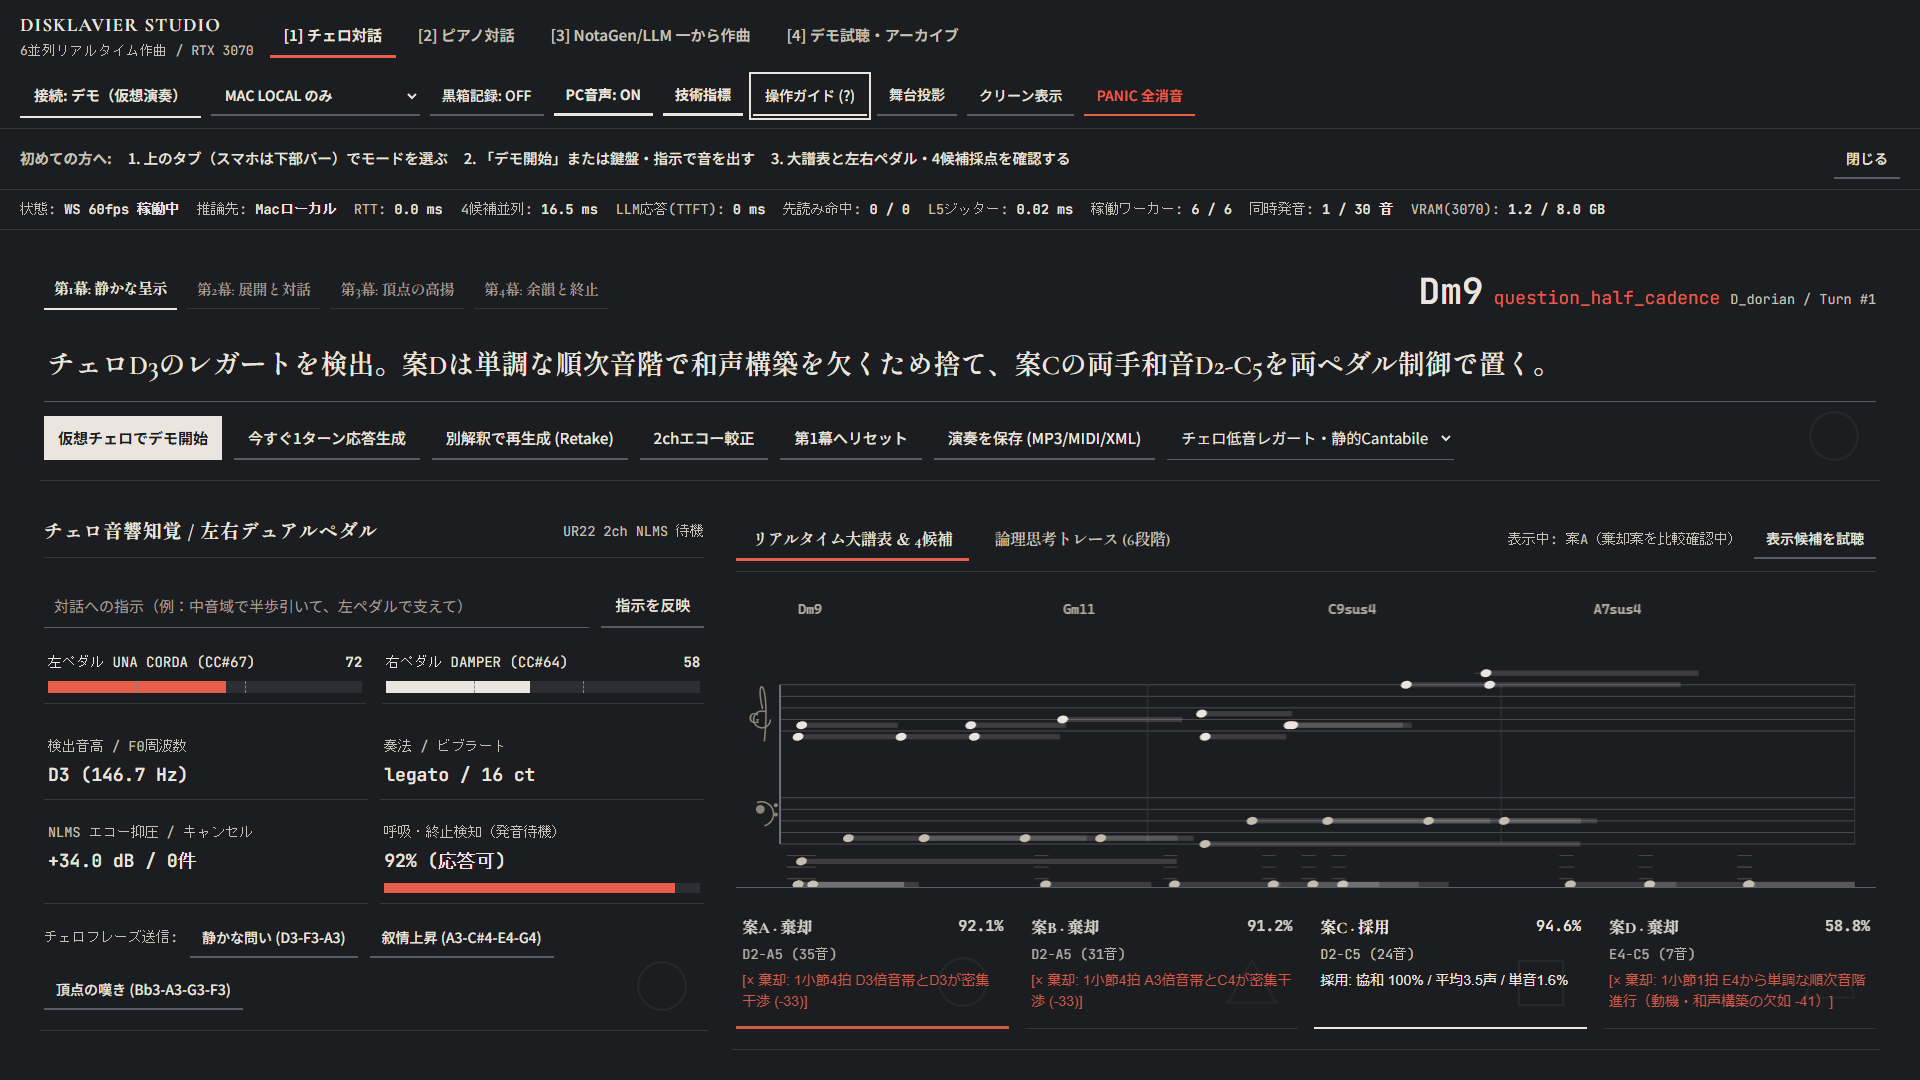 DISKLAVIER STUDIO
6並列リアルタイム作曲 / RTX 3070
[1] チェロ対話
[2] ピアノ対話
[3] NotaGen/LLM 一から作曲
[4] デモ試聴・アーカイブ
接続: デモ（仮想演奏）
MAC LOCAL のみ
黒箱記録: OFF
PC音声: ON
技術指標
操作ガイド (?)
舞台投影
クリーン表示
PANIC 全消音
初めての方へ: 1. 上のタブ（スマホは下部バー）でモードを選ぶ 2. 「デモ開始」または鍵盤・指示で音を出す 3. 大譜表と左右ペダル・4候補採点を確認する
閉じる
状態: WS 60fps 稼働中 推論先: Macローカル RTT: 0.0 ms 4候補並列: 16.5 ms LLM応答(TTFT): 0 ms 先読み命中: 0 / 0 L5ジッター: 0.02 ms 稼働ワーカー: 6 / 6 同時発音: 1 / 30 音 VRAM(3070): 1.2 / 8.0 GB
第1幕: 静かな呈示
第2幕: 展開と対話
第3幕: 頂点の高揚
第4幕: 余韻と終止
Dm9 question_half_cadence D_dorian / Turn #1
チェロD3のレガートを検出。案Dは単調な順次音階で和声構築を欠くため捨て、案Cの両手和音D2-C5を両ペダル制御で置く。
仮想チェロでデモ開始
今すぐ1ターン応答生成
別解釈で再生成 (Retake)
2chエコー較正
第1幕へリセット
演奏を保存 (MP3/MIDI/XML)
チェロ低音レガート・静的Cantabile
チェロ音響知覚 / 左右デュアルペダル
UR22 2ch NLMS 待機
対話への指示（例：中音域で半歩引いて、左ペダルで支えて）
指示を反映
左ペダル UNA CORDA (CC#67) 72
右ペダル DAMPER (CC#64) 58
検出音高 / F0周波数
D3 (146.7 Hz)
奏法 / ビブラート
legato / 16 ct
NLMS エコー抑圧 / キャンセル
+34.0 dB / 0件
呼吸・終止検知（発音待機）
92% (応答可)
チェロフレーズ送信:
静かな問い (D3-F3-A3)
叙情上昇 (A3-C#4-E4-G4)
頂点の嘆き (Bb3-A3-G3-F3)
リアルタイム大譜表 & 4候補
論理思考トレース (6段階)
表示中: 案A（棄却案を比較確認中）
表示候補を試聴
Dm9
Gm11
C9sus4
A7sus4
案A · 棄却 92.1%
D2-A5 (35音)
[× 棄却: 1小節4拍 D3倍音帯とD3が密集
干渉 (-33)]
案B · 棄却 91.2%
D2-A5 (31音)
[× 棄却: 1小節4拍 A3倍音帯とC4が密集干
渉 (-33)]
案C · 採用 94.6%
D2-C5 (24音)
採用: 協和 100% / 平均3.5声 / 単音1.6%
案D · 棄却 58.8%
E4-C5 (7音)
[× 棄却: 1小節1拍 E4から単調な順次音階
進行（動機・和声構築の欠如 -41）]